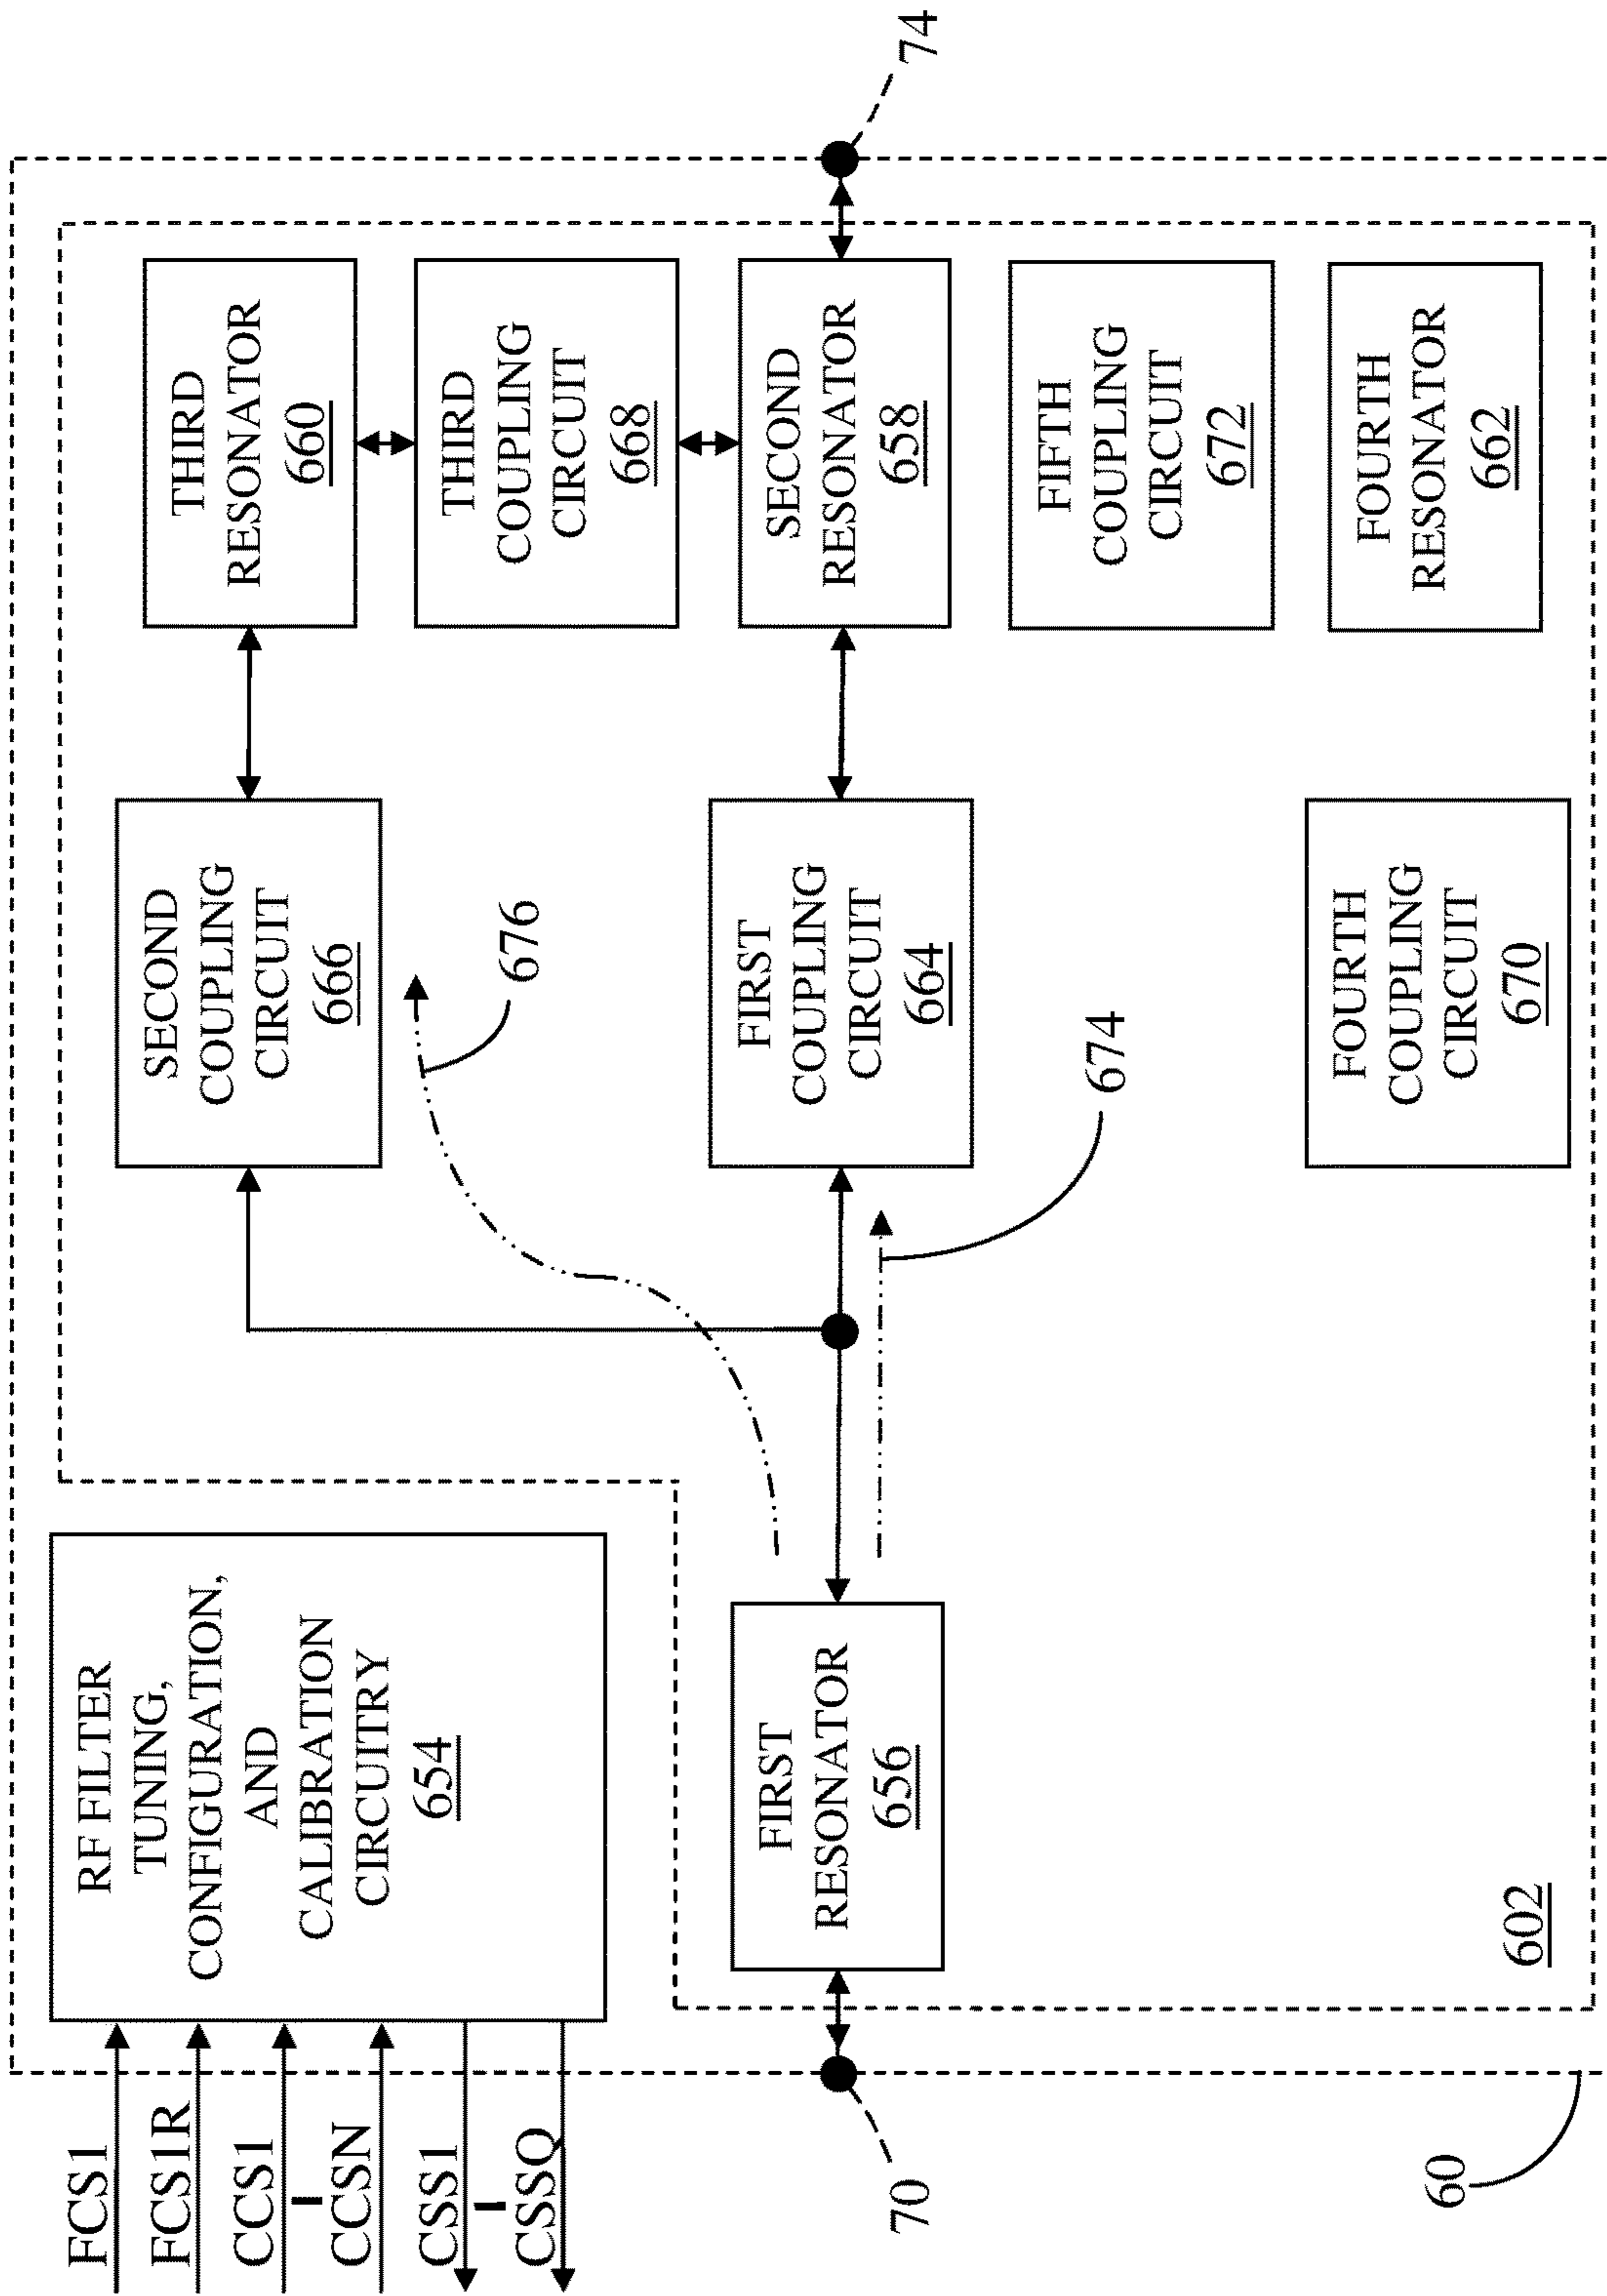 FCS1
FCS1R
CCS1
CCSN
CSS1
CSSQ
RF FILTER
TUNING,
CONFIGURATION,
AND
CALIBRATION
CIRCUITRY
654
SECOND
COUPLING
CIRCUIT
666
THIRD
RESONATOR
660
676
THIRD
COUPLING
CIRCUIT
668
70
FIRST
RESONATOR
656
FIRST
COUPLING
CIRCUIT
664
SECOND
RESONATOR
658
74
674
FIFTH
COUPLING
CIRCUIT
672
FOURTH
COUPLING
CIRCUIT
670
FOURTH
RESONATOR
662
602
60